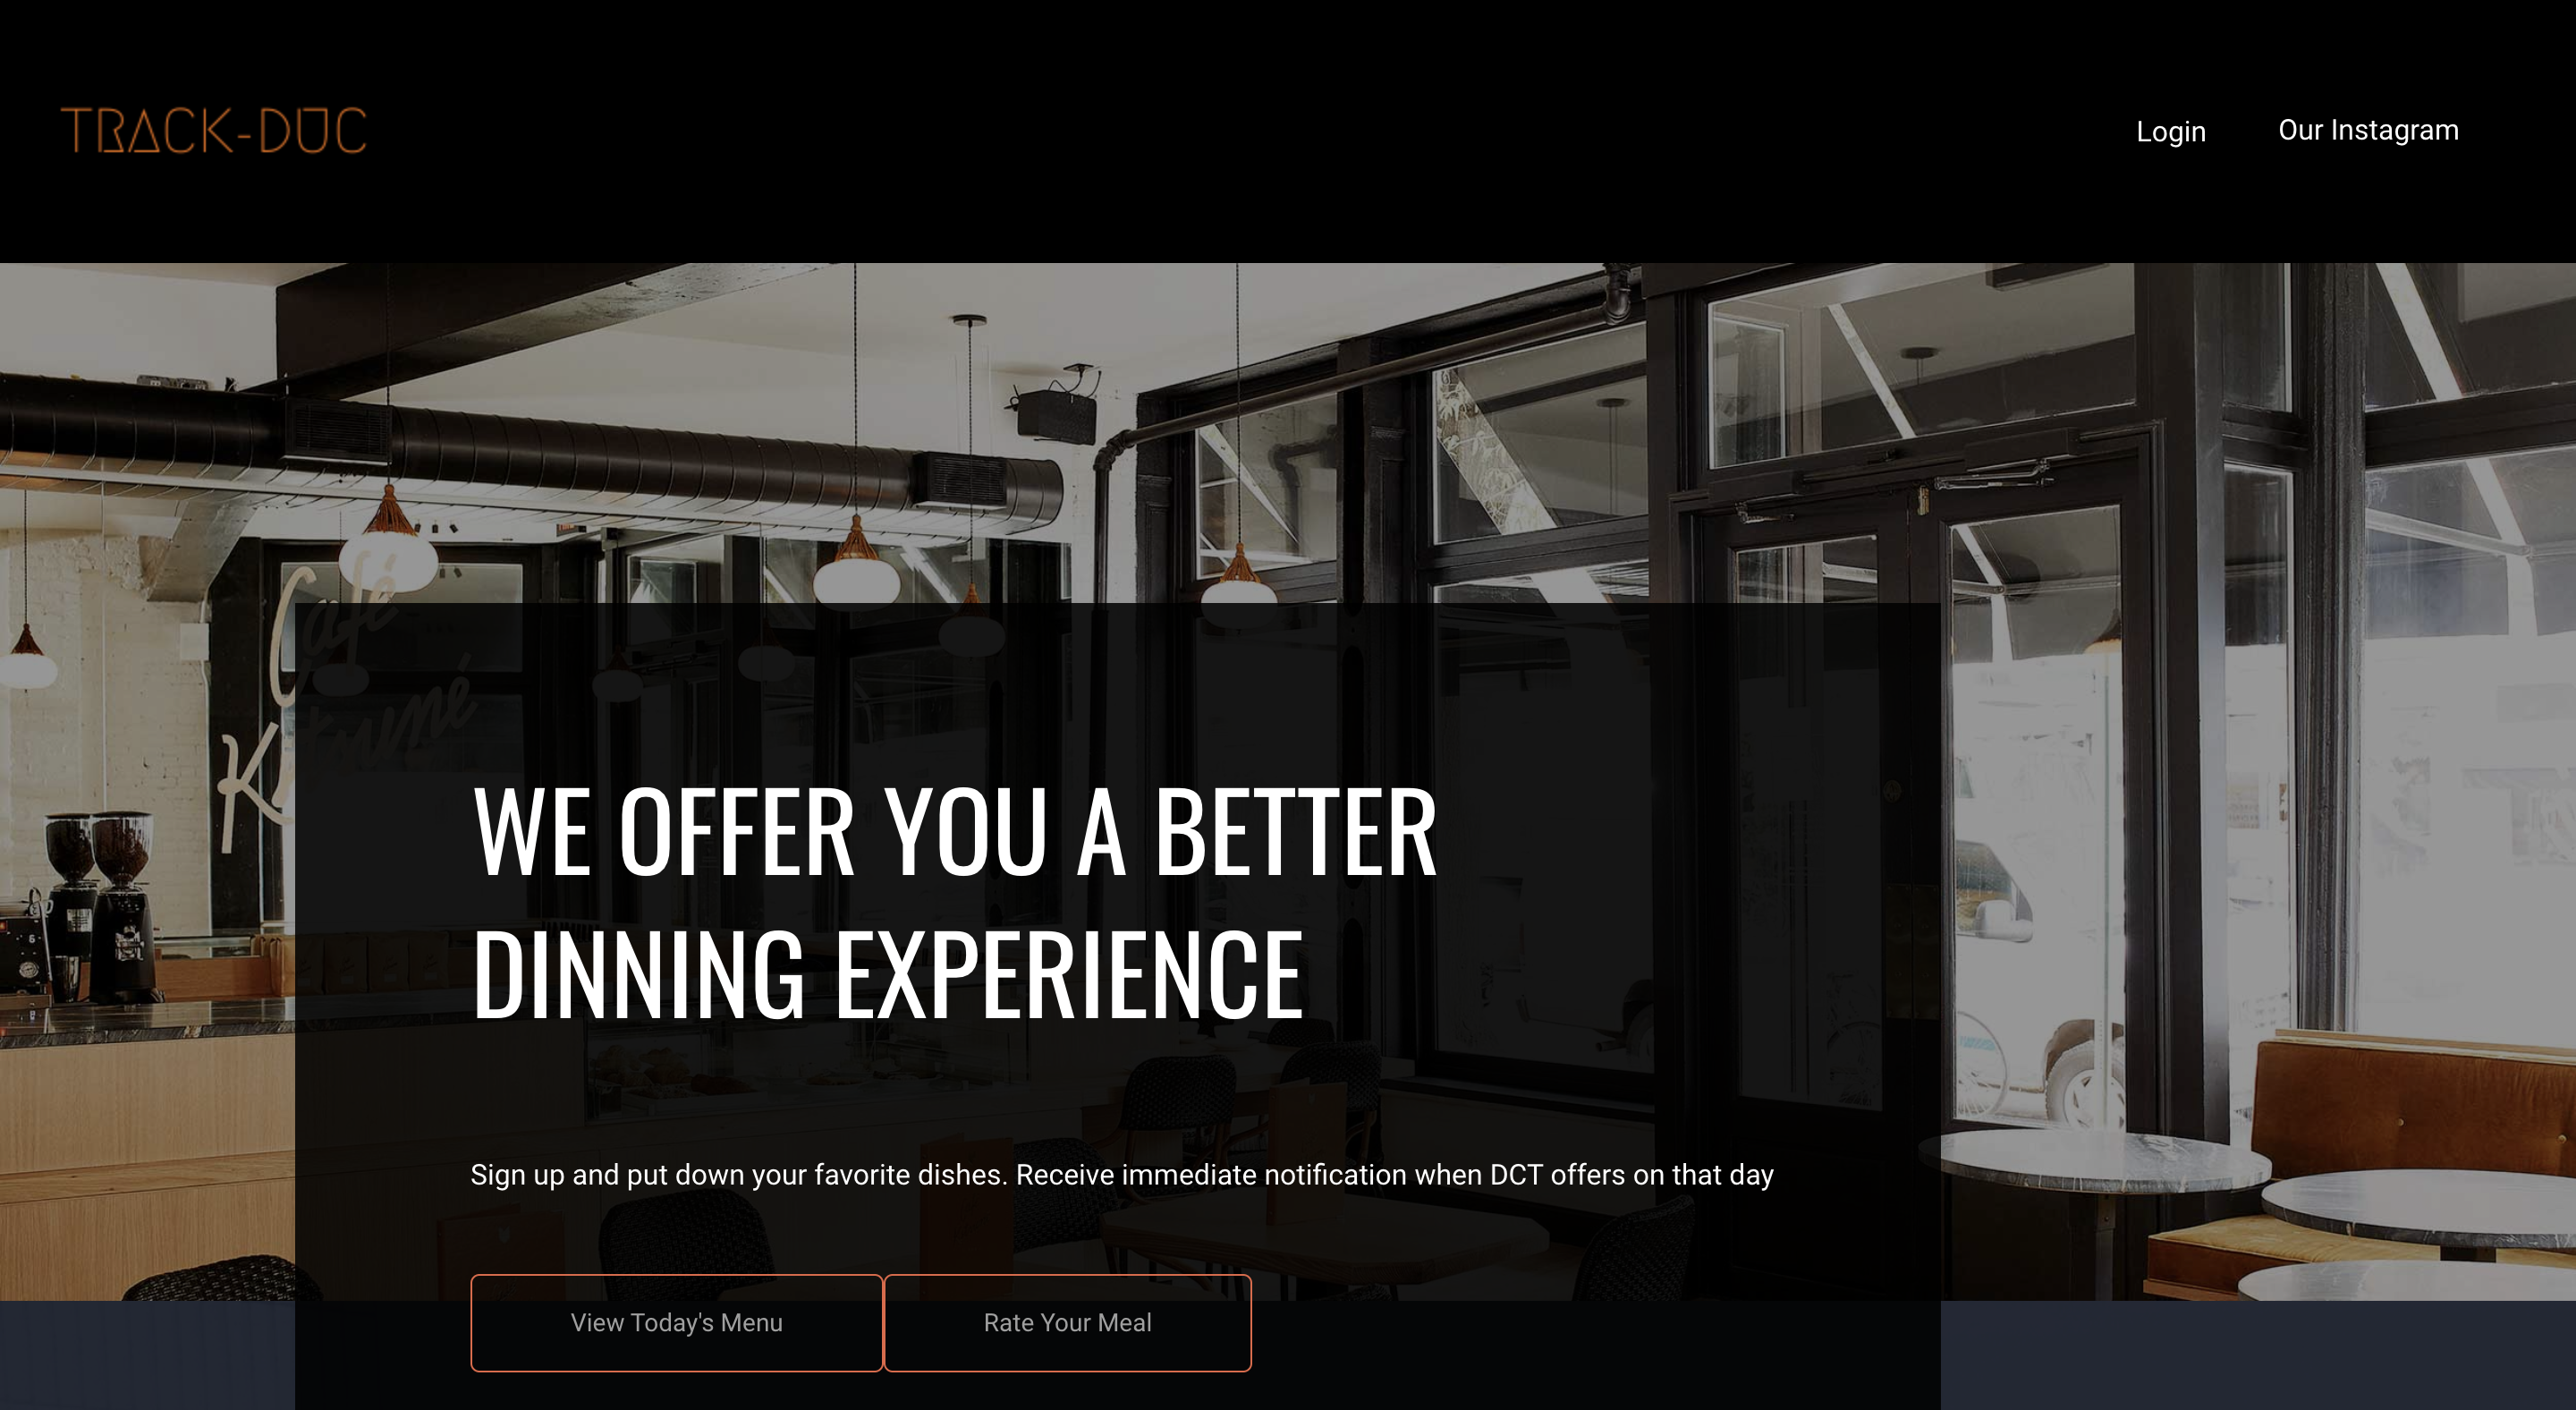 TRACK-DUC
Login
Our Instagram
Café
Kitsuné
WE OFFER YOU A BETTER
DINNING EXPERIENCE
Sign up and put down your favorite dishes. Receive immediate notification when DCT offers on that day
View Today's Menu
Rate Your Meal